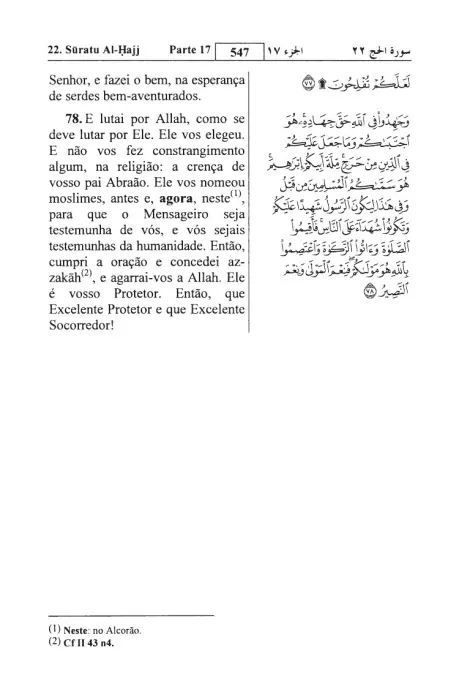 22. Sūratu Al-Ḥajj Parte 17 547 الجزء ١٧ سورة الحج ٢٢
Senhor, e fazei o bem, na esperança
de serdes bem-aventurados.
78. E lutai por Allah, como se
deve lutar por Ele. Ele vos elegeu.
E não vos fez constrangimento
algum, na religião: a crença de
vosso pai Abraão. Ele vos nomeou
moslimes, antes e, agora, neste(1),
para que o Mensageiro seja
testemunha de vós, e vós sejais
testemunhas da humanidade. Então,
cumpri a oração e concedei az-
zakāh(2), e agarrai-vos a Allah. Ele
é vosso Protetor. Então, que
Excelente Protetor e que Excelente
Socorredor!
لَعَلَّكُمْ تُفْلِحُونَ ۩ ٧٧
وَجَٰهِدُوا۟ فِى ٱللَّهِ حَقَّ جِهَادِهِۦ هُوَ
ٱجْتَبَىٰكُمْ وَمَا جَعَلَ عَلَيْكُمْ
فِى ٱلدِّينِ مِنْ حَرَجٍ مِّلَّةَ أَبِيكُمْ إِبْرَٰهِيمَ
هُوَ سَمَّىٰكُمُ ٱلْمُسْلِمِينَ مِن قَبْلُ
وَفِى هَٰذَا لِيَكُونَ ٱلرَّسُولُ شَهِيدًا عَلَيْكُمْ
وَتَكُونُوا۟ شُهَدَآءَ عَلَى ٱلنَّاسِ فَأَقِيمُوا۟
ٱلصَّلَوٰةَ وَءَاتُوا۟ ٱلزَّكَوٰةَ وَٱعْتَصِمُوا۟
بِٱللَّهِ هُوَ مَوْلَىٰكُمْ فَنِعْمَ ٱلْمَوْلَىٰ وَنِعْمَ
ٱلنَّصِيرُ ٧٨
(1) Neste: no Alcorão.
(2) Cf II 43 n4.